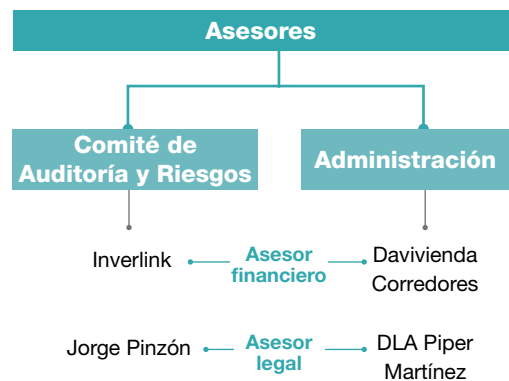 Asesores
Comité de
Auditoría y Riesgos
Administración
Inverlink
Asesor
financiero
Davivienda
Corredores
Jorge Pinzón
Asesor
legal
DLA Piper
Martínez